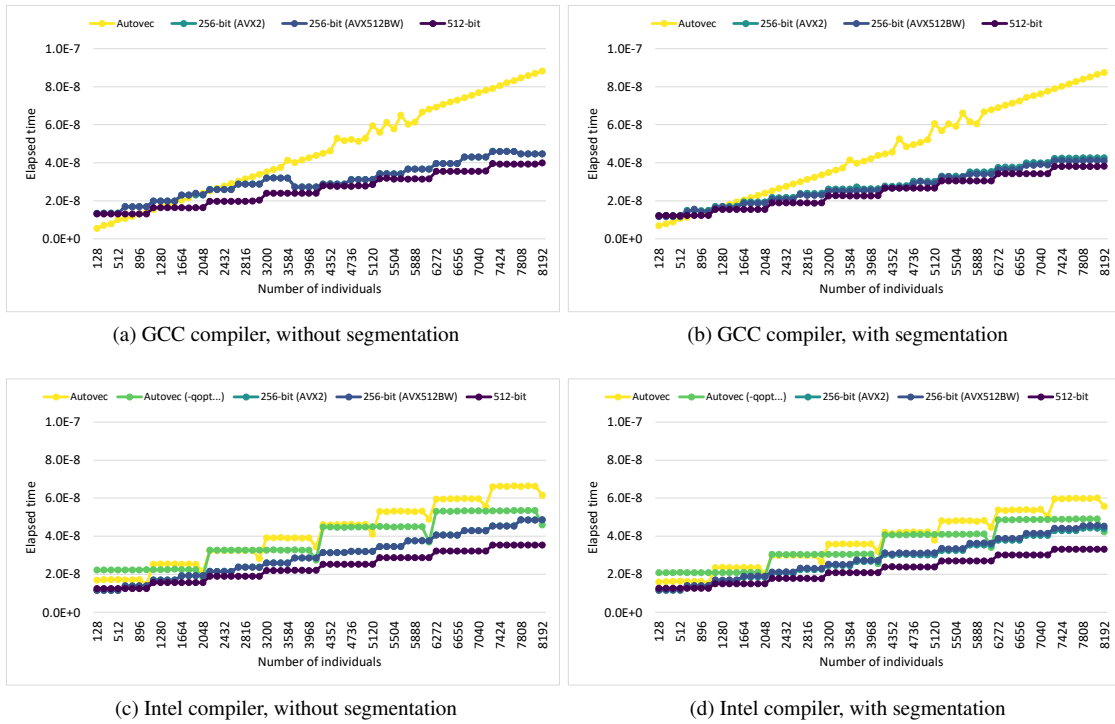 Autovec 256-bit (AVX2) 256-bit (AVX512BW) 512-bit
1.0E-7
8.0E-8
6.0E-8
4.0E-8
2.0E-8
0.0E+0
Elapsed time
128 512 896 1280 1664 2048 2432 2816 3200 3584 3968 4352 4736 5120 5504 5888 6272 6656 7040 7424 7808 8192
Number of individuals
(a) GCC compiler, without segmentation
Autovec 256-bit (AVX2) 256-bit (AVX512BW) 512-bit
1.0E-7
8.0E-8
6.0E-8
4.0E-8
2.0E-8
0.0E+0
Elapsed time
128 512 896 1280 1664 2048 2432 2816 3200 3584 3968 4352 4736 5120 5504 5888 6272 6656 7040 7424 7808 8192
Number of individuals
(b) GCC compiler, with segmentation
Autovec Autovec (-qopt...) 256-bit (AVX2) 256-bit (AVX512BW) 512-bit
1.0E-7
8.0E-8
6.0E-8
4.0E-8
2.0E-8
0.0E+0
Elapsed time
128 512 896 1280 1664 2048 2432 2816 3200 3584 3968 4352 4736 5120 5504 5888 6272 6656 7040 7424 7808 8192
Number of individuals
(c) Intel compiler, without segmentation
Autovec Autovec (-qopt...) 256-bit (AVX2) 256-bit (AVX512BW) 512-bit
1.0E-7
8.0E-8
6.0E-8
4.0E-8
2.0E-8
0.0E+0
Elapsed time
128 512 896 1280 1664 2048 2432 2816 3200 3584 3968 4352 4736 5120 5504 5888 6272 6656 7040 7424 7808 8192
Number of individuals
(d) Intel compiler, with segmentation